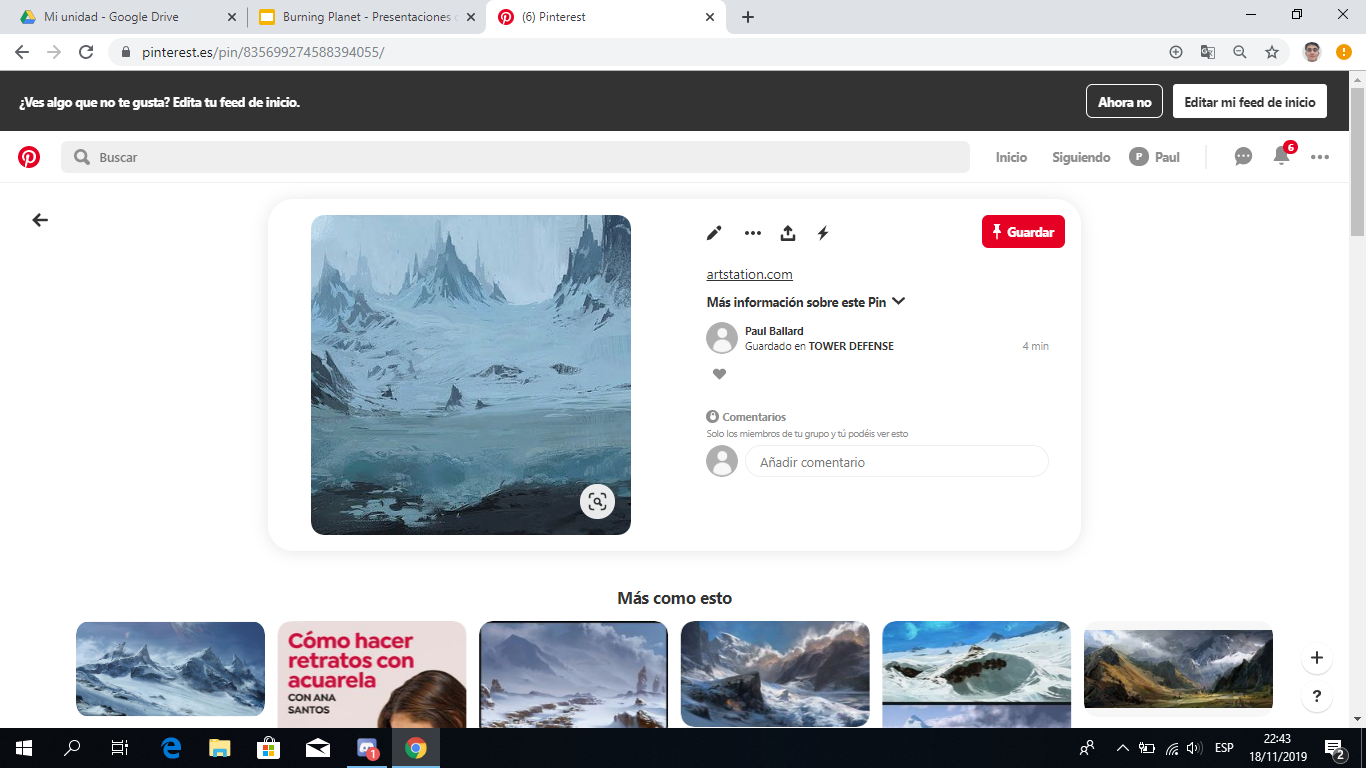 Mi unidad - Google Drive
Burning Planet - Presentaciones
(6) Pinterest
pinterest.es/pin/835699274588394055/
¿Ves algo que no te gusta? Edita tu feed de inicio.
Ahora no
Editar mi feed de inicio
Buscar
Inicio
Siguiendo
P
Paul
6
Guardar
artstation.com
Más información sobre este Pin
Paul Ballard
Guardado en TOWER DEFENSE
4 min
Comentarios
Solo los miembros de tu grupo y tú podéis ver esto
Añadir comentario
Más como esto
Cómo hacer
retratos con
acuarela
CON ANA
SANTOS
+
?
1
ESP
22:43
18/11/2019
2